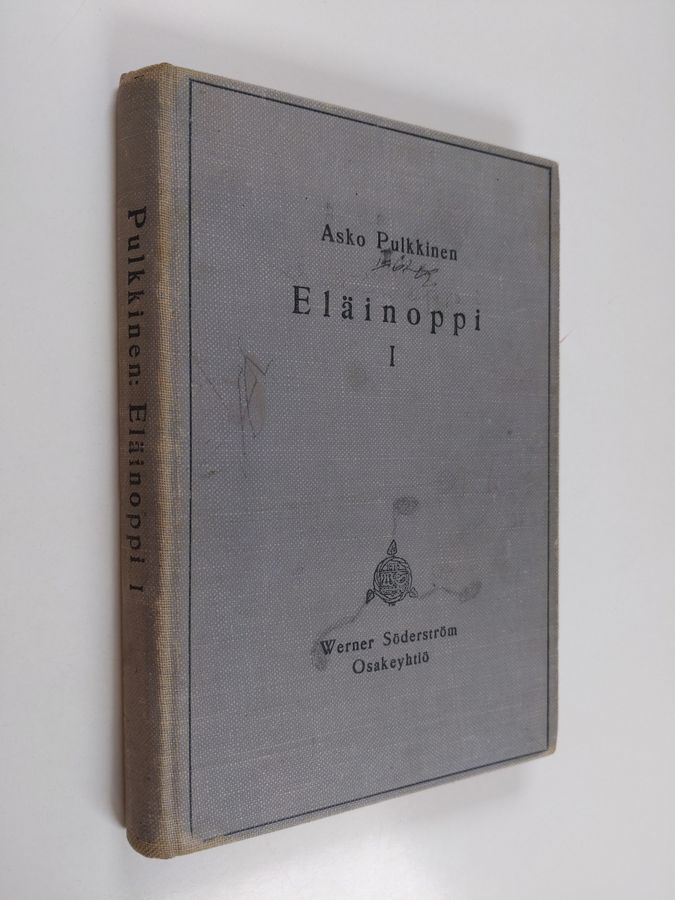 Asko Pulkkinen
Eläinoppi
I
Werner Söderström
Osakeyhtiö
Pulkkinen: Eläinoppi I